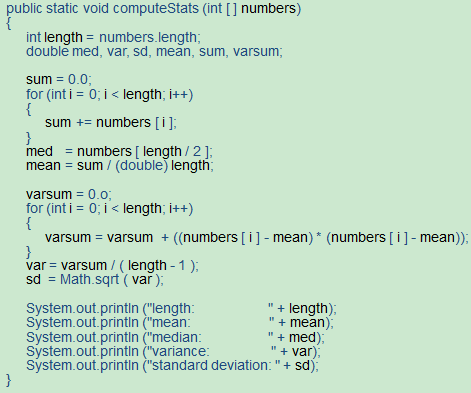 public static void computeStats (int [ ] numbers)
{
int length = numbers.length;
double med, var, sd, mean, sum, varsum;
sum = 0.0;
for (int i = 0; i < length; i++)
{
sum += numbers [ i ];
}
med = numbers [ length / 2 ];
mean = sum / (double) length;
varsum = 0.o;
for (int i = 0; i < length; i++)
{
varsum = varsum + ((numbers [ i ] - mean) * (numbers [ i ] - mean));
}
var = varsum / ( length - 1 );
sd = Math.sqrt ( var );
System.out.println ("length: " + length);
System.out.println ("mean: " + mean);
System.out.println ("median: " + med);
System.out.println ("variance: " + var);
System.out.println ("standard deviation: " + sd);
}